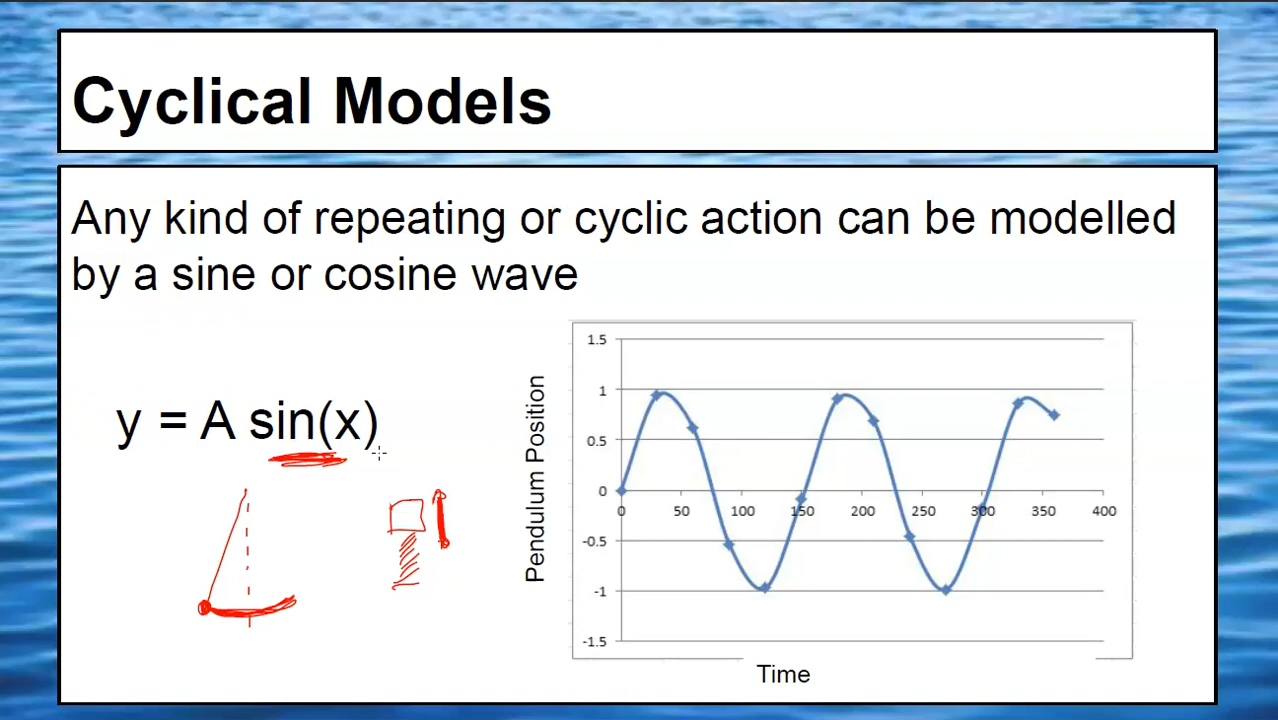 Cyclical Models
Any kind of repeating or cyclic action can be modelled
by a sine or cosine wave
y = A sin(x)
Pendulum Position
1.5
1
0.5
0
-0.5
-1
-1.5
0 50 100 150 200 250 300 350 400
Time